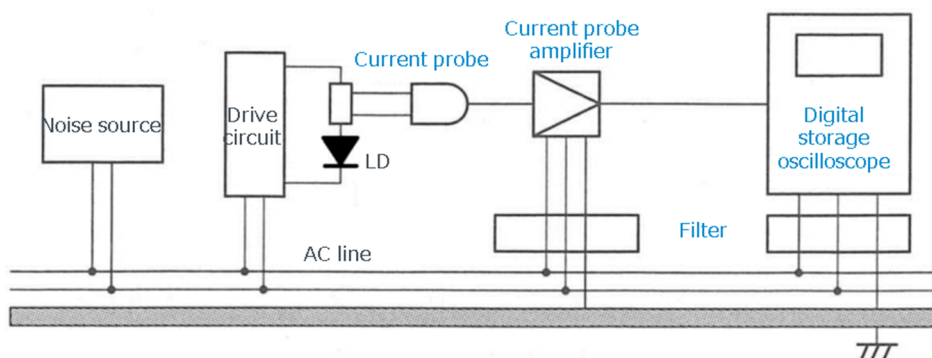 Current probe
amplifier
Current probe
Noise source
Drive
circuit
LD
Digital
storage
oscilloscope
Filter
AC line